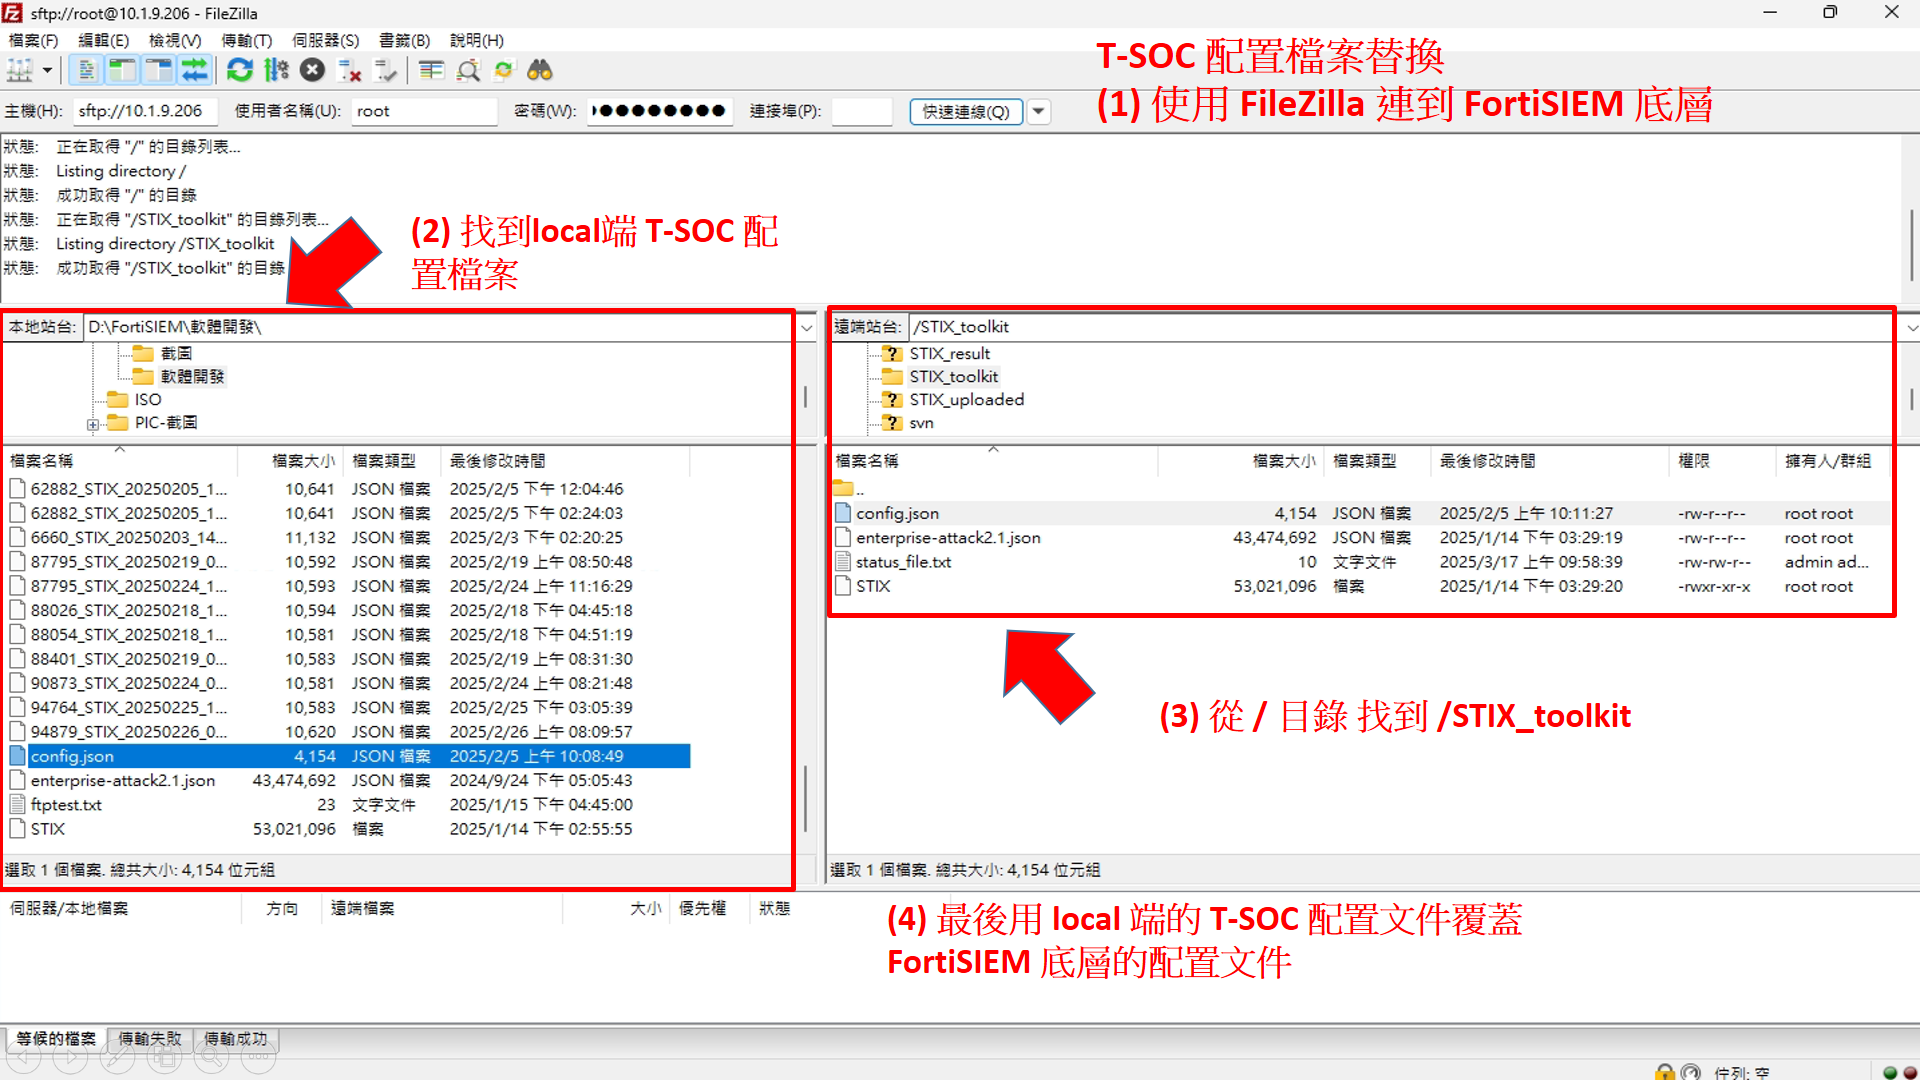 sftp://root@10.1.9.206 - FileZilla
檔案(F) 編輯(E) 檢視(V) 傳輸(T) 伺服器(S) 書籤(B) 說明(H)
T-SOC 配置檔案替換
(1) 使用 FileZilla 連到 FortiSIEM 底層
主機(H): sftp://10.1.9.206 使用者名稱(U): root 密碼(W): ●●●●●●●●● 連接埠(P): 快速連線(Q)
狀態: 正在取得 "/" 的目錄列表...
狀態: Listing directory /
狀態: 成功取得 "/" 的目錄
狀態: 正在取得 "/STIX_toolkit" 的目錄列表...
狀態: Listing directory /STIX_toolkit
狀態: 成功取得 "/STIX_toolkit" 的目錄
(2) 找到local端 T-SOC 配
置檔案
本地站台: D:\FortiSIEM\軟體開發\
截圖
軟體開發
ISO
PIC-截圖
檔案名稱 檔案大小 檔案類型 最後修改時間
62882_STIX_20250205_1... 10,641 JSON 檔案 2025/2/5 下午 12:04:46
62882_STIX_20250205_1... 10,641 JSON 檔案 2025/2/5 下午 02:24:03
6660_STIX_20250203_14... 11,132 JSON 檔案 2025/2/3 下午 02:20:25
87795_STIX_20250219_0... 10,592 JSON 檔案 2025/2/19 上午 08:50:48
87795_STIX_20250224_1... 10,593 JSON 檔案 2025/2/24 上午 11:16:29
88026_STIX_20250218_1... 10,594 JSON 檔案 2025/2/18 下午 04:45:18
88054_STIX_20250218_1... 10,581 JSON 檔案 2025/2/18 下午 04:51:19
88401_STIX_20250219_0... 10,583 JSON 檔案 2025/2/19 上午 08:31:30
90873_STIX_20250224_0... 10,581 JSON 檔案 2025/2/24 上午 08:21:48
94764_STIX_20250225_1... 10,583 JSON 檔案 2025/2/25 下午 03:05:39
94879_STIX_20250226_0... 10,620 JSON 檔案 2025/2/26 上午 08:09:57
config.json 4,154 JSON 檔案 2025/2/5 上午 10:08:49
enterprise-attack2.1.json 43,474,692 JSON 檔案 2024/9/24 下午 05:05:43
ftptest.txt 23 文字文件 2025/1/15 下午 04:45:00
STIX 53,021,096 檔案 2025/1/14 下午 02:55:55
選取 1 個檔案. 總共大小: 4,154 位元組
遠端站台: /STIX_toolkit
STIX_result
STIX_toolkit
STIX_uploaded
svn
檔案名稱 檔案大小 檔案類型 最後修改時間 權限 擁有人/群組
..
config.json 4,154 JSON 檔案 2025/2/5 上午 10:11:27 -rw-r--r-- root root
enterprise-attack2.1.json 43,474,692 JSON 檔案 2025/1/14 下午 03:29:19 -rw-r--r-- root root
status_file.txt 10 文字文件 2025/3/17 上午 09:58:39 -rw-rw-r-- admin ad...
STIX 53,021,096 檔案 2025/1/14 下午 03:29:20 -rwxr-xr-x root root
(3) 從 / 目錄 找到 /STIX_toolkit
選取 1 個檔案. 總共大小: 4,154 位元組
伺服器/本地檔案 方向 遠端檔案 大小 優先權 狀態
(4) 最後用 local 端的 T-SOC 配置文件覆蓋
FortiSIEM 底層的配置文件
等候的檔案 傳輸失敗 傳輸成功
佇列: 空